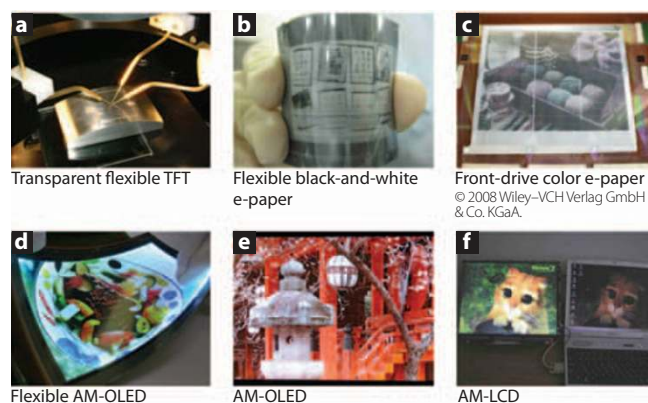 a
b
c
Transparent flexible TFT
Flexible black-and-white
e-paper
Front-drive color e-paper
© 2008 Wiley–VCH Verlag GmbH
& Co. KGaA.
d
e
f
Flexible AM-OLED
AM-OLED
AM-LCD